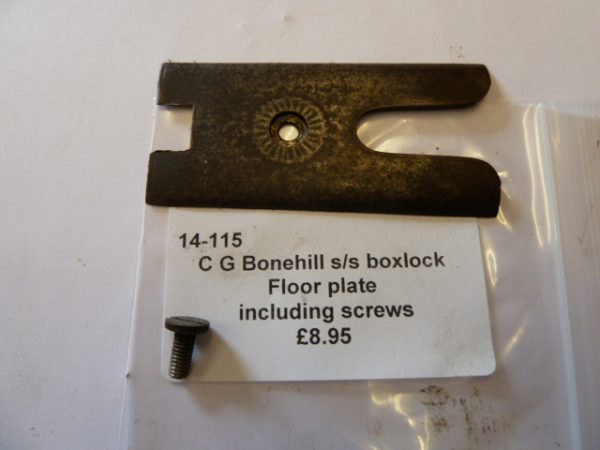 14-115
C G Bonehill s/s boxlock
Floor plate
including screws
£8.95